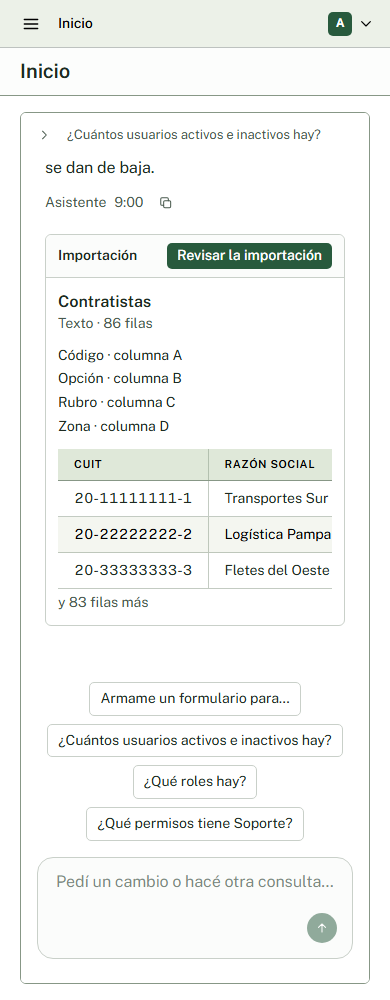 Inicio
A
Inicio
¿Cuántos usuarios activos e inactivos hay?
se dan de baja.
Asistente 9:00
Importación
Revisar la importación
Contratistas
Texto · 86 filas
Código · columna A
Opción · columna B
Rubro · columna C
Zona · columna D
CUIT RAZÓN SOCIAL
20-11111111-1 Transportes Sur
20-22222222-2 Logística Pampa
20-33333333-3 Fletes del Oeste
y 83 filas más
Armame un formulario para...
¿Cuántos usuarios activos e inactivos hay?
¿Qué roles hay?
¿Qué permisos tiene Soporte?
Pedí un cambio o hacé otra consulta...